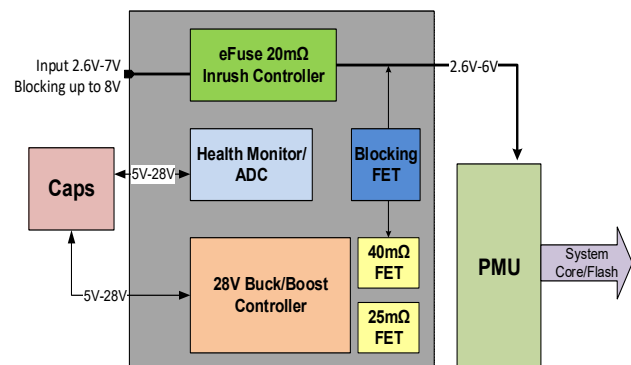 Input 2.6V-7V
Blocking up to 8V
eFuse 20mΩ
Inrush Controller
2.6V-6V
Caps
5V-28V
Health Monitor/
ADC
Blocking
FET
5V-28V
28V Buck/Boost
Controller
40mΩ
FET
25mΩ
FET
PMU
System
Core/Flash